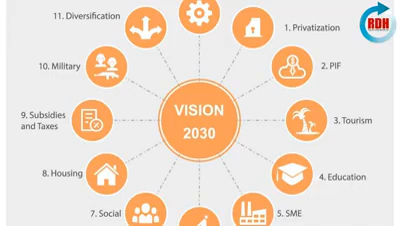 11. Diversification
RDH
1. Privatization
10. Military
2. PIF
VISION
2030
9. Subsidies
and Taxes
3. Tourism
8. Housing
4. Education
7. Social
5. SME